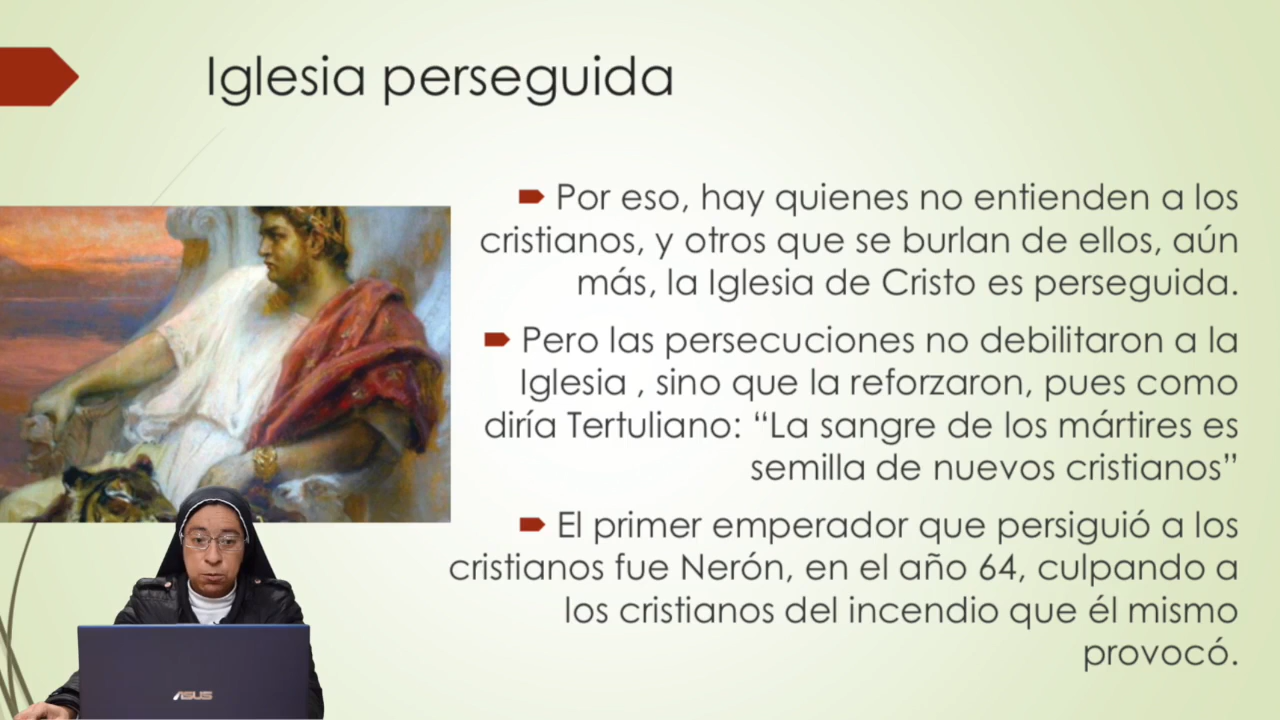 Iglesia perseguida
Por eso, hay quienes no entienden a los
cristianos, y otros que se burlan de ellos, aún
más, la Iglesia de Cristo es perseguida.
Pero las persecuciones no debilitaron a la
Iglesia , sino que la reforzaron, pues como
diría Tertuliano: “La sangre de los mártires es
semilla de nuevos cristianos”
El primer emperador que persiguió a los
cristianos fue Nerón, en el año 64, culpando a
los cristianos del incendio que él mismo
provocó.
ASUS